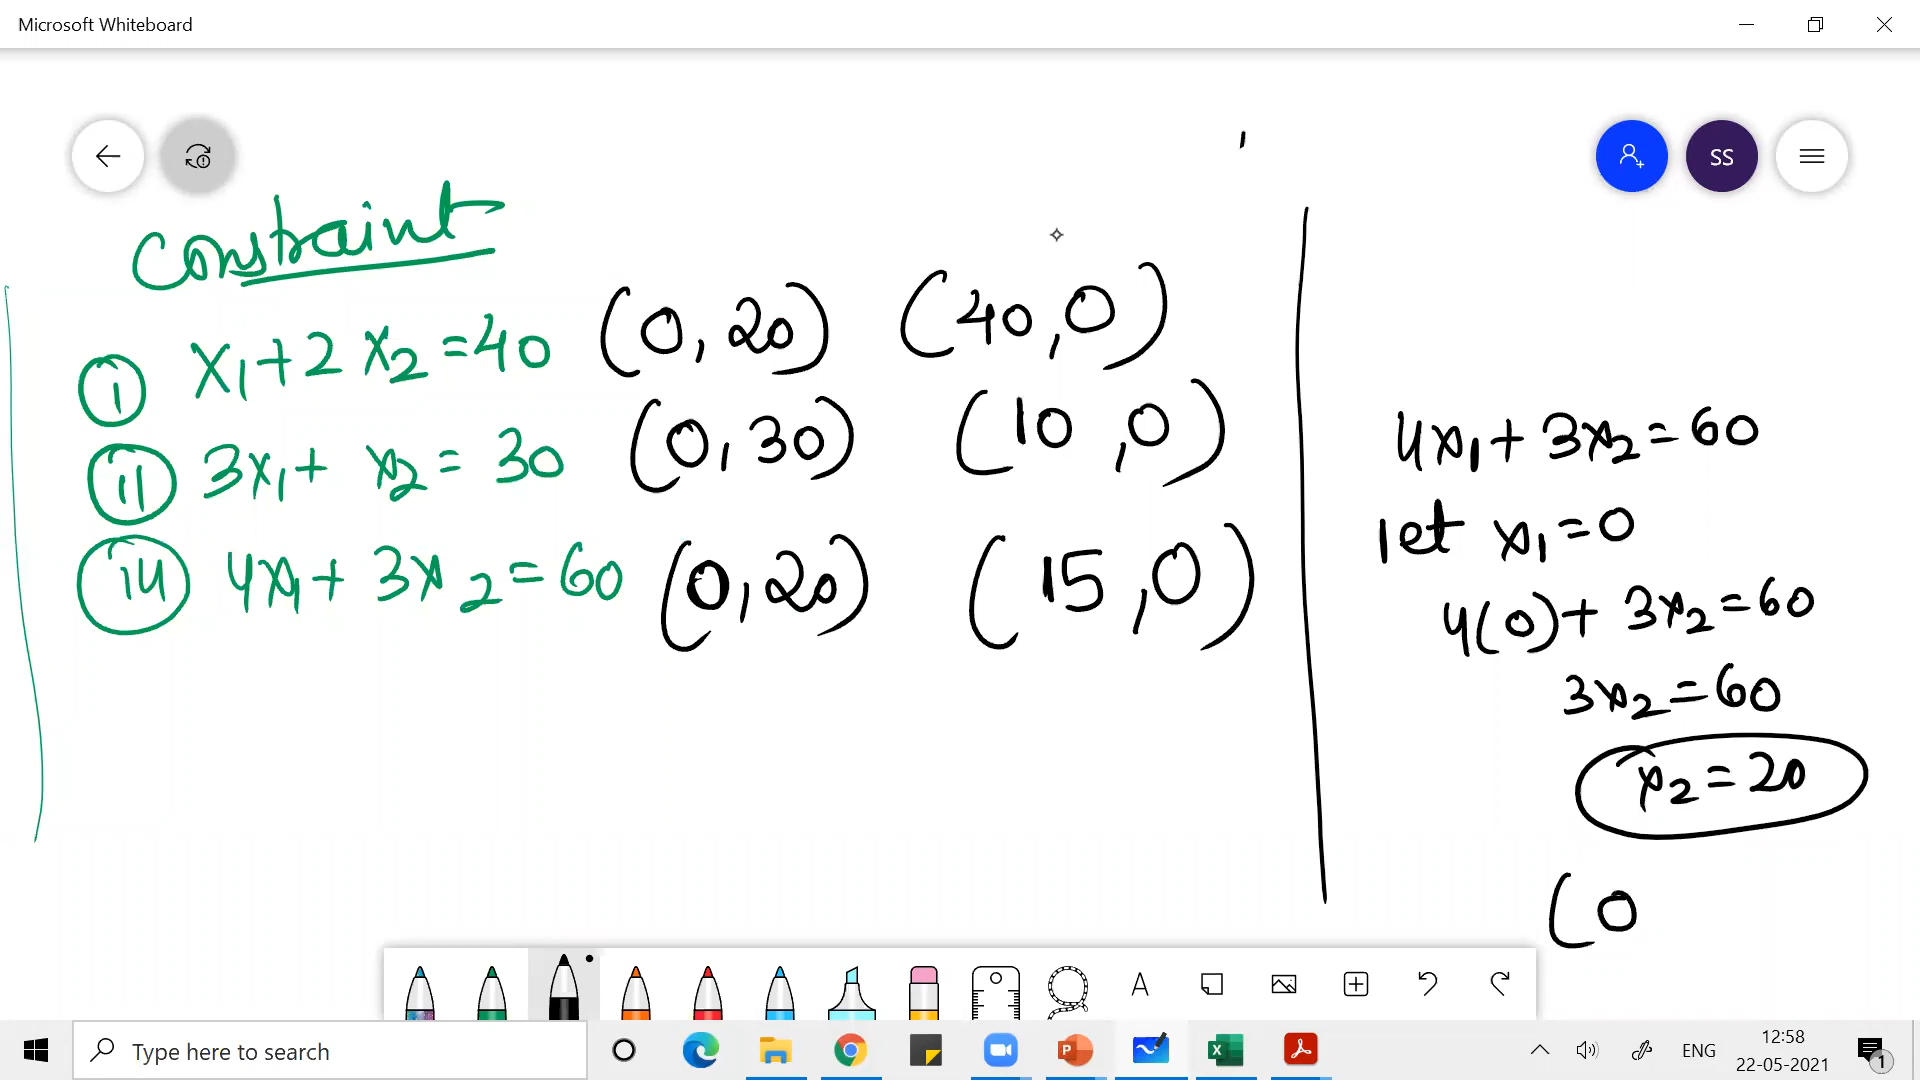 Microsoft Whiteboard
SS
Constraint
i x₁+2x₂=40 (0,20) (40,0)
ii 3x₁+ x₂= 30 (0,30) (10,0)
iii 4x₁+ 3x₂=60 (0,20) (15,0)
4x₁+ 3x₂=60
let x₁=0
4(0)+ 3x₂=60
3x₂=60
x₂=20
(0
A
Type here to search
ENG
12:58
22-05-2021
1